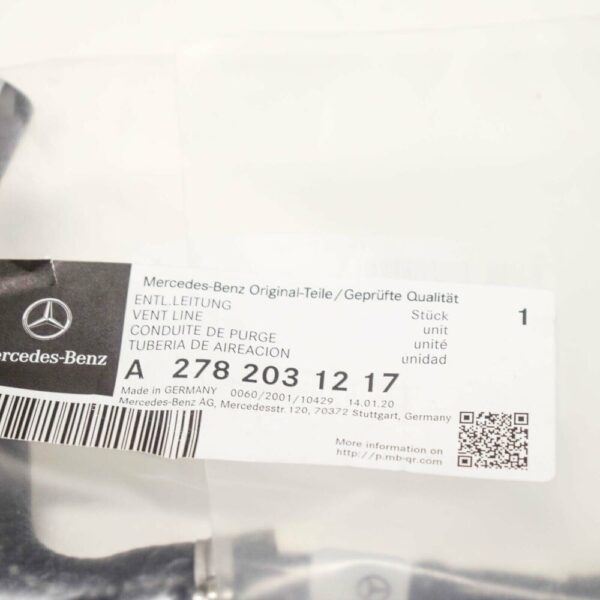 Mercedes-Benz Original-Teile/Geprüfte Qualität
ENTL.LEITUNG Stück 1
VENT LINE unit
CONDUITE DE PURGE unité
TUBERIA DE AIREACION unidad
ercedes-Benz
A 278 203 12 17
Made in GERMANY 0060/2001/10429 14.01.20
Mercedes-Benz AG, Mercedesstr.120, 70372 Stuttgart, Germany
More information on
http://p.mb-qr.com